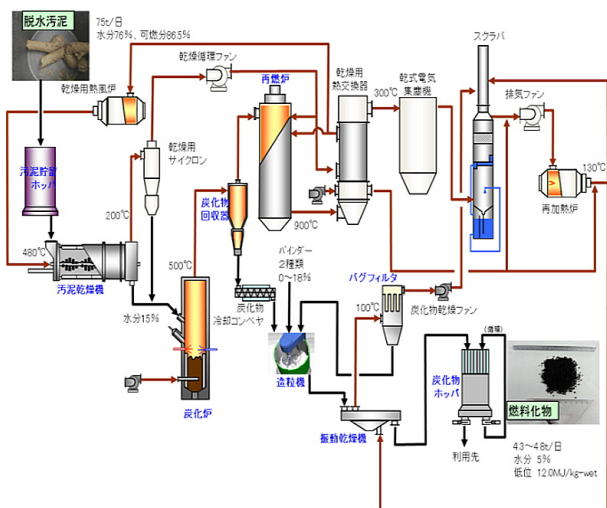 脱水汚泥
75t/日
水分76%、可燃分86.5%
スクラバ
乾燥循環ファン
再燃炉
乾燥用
熱交換器
乾式電気
集塵機
排気ファン
乾燥用熱風炉
300℃
乾燥用
サイクロン
汚泥貯留
ホッパ
炭化物
回収器
130℃
再加熱炉
200℃
900℃
480℃
500℃
汚泥乾燥機
バインダー
2種類
0～18%
バグフィルタ
炭化物
冷却コンベヤ
100℃
炭化物乾燥ファン
水分15%
(循環)
造粒機
炭化物
ホッパ
炭化炉
燃料化物
振動乾燥機
利用先
4.3～4.8t/日
水分 5%
低位 12.0MJ/kg-wet